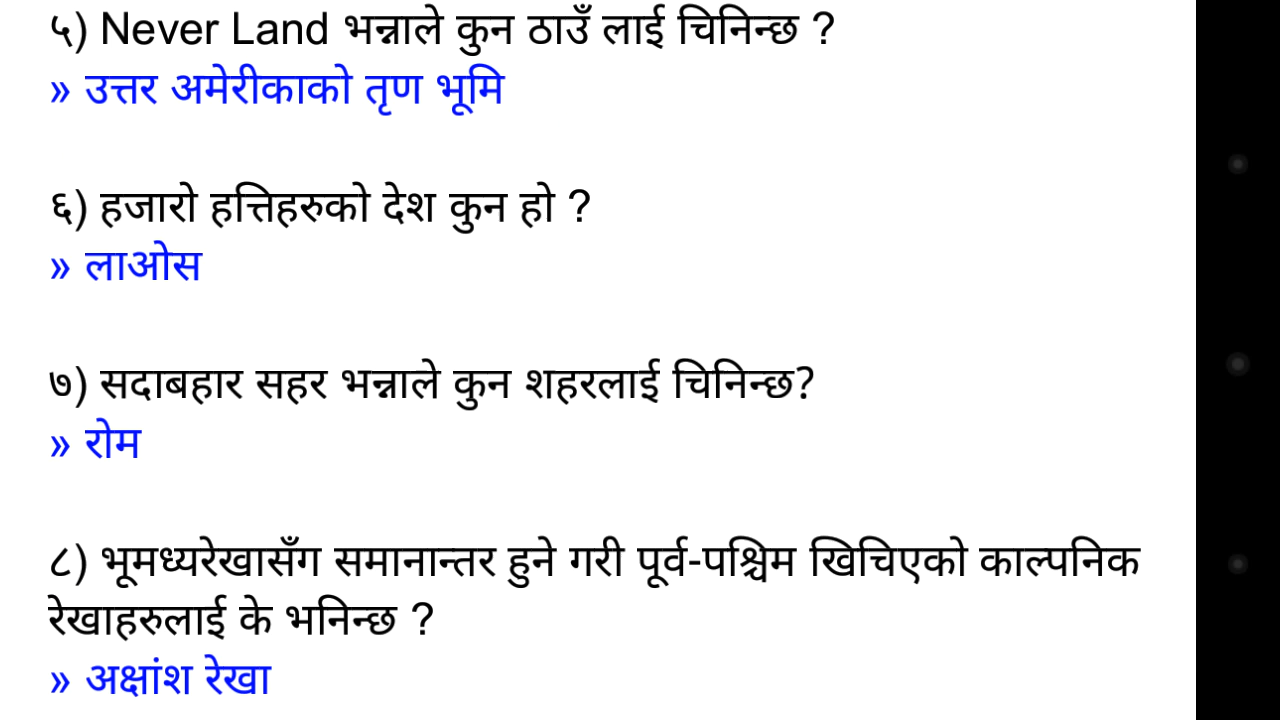 ५) Never Land भन्नाले कुन ठाउँ लाई चिनिन्छ ?
» उत्तर अमेरीकाको तृण भूमि
६) हजारो हत्तिहरुको देश कुन हो ?
» लाओस
७) सदाबहार सहर भन्नाले कुन शहरलाई चिनिन्छ?
» रोम
८) भूमध्यरेखासँग समानान्तर हुने गरी पूर्व-पश्चिम खिचिएको काल्पनिक
रेखाहरुलाई के भनिन्छ ?
» अक्षांश रेखा